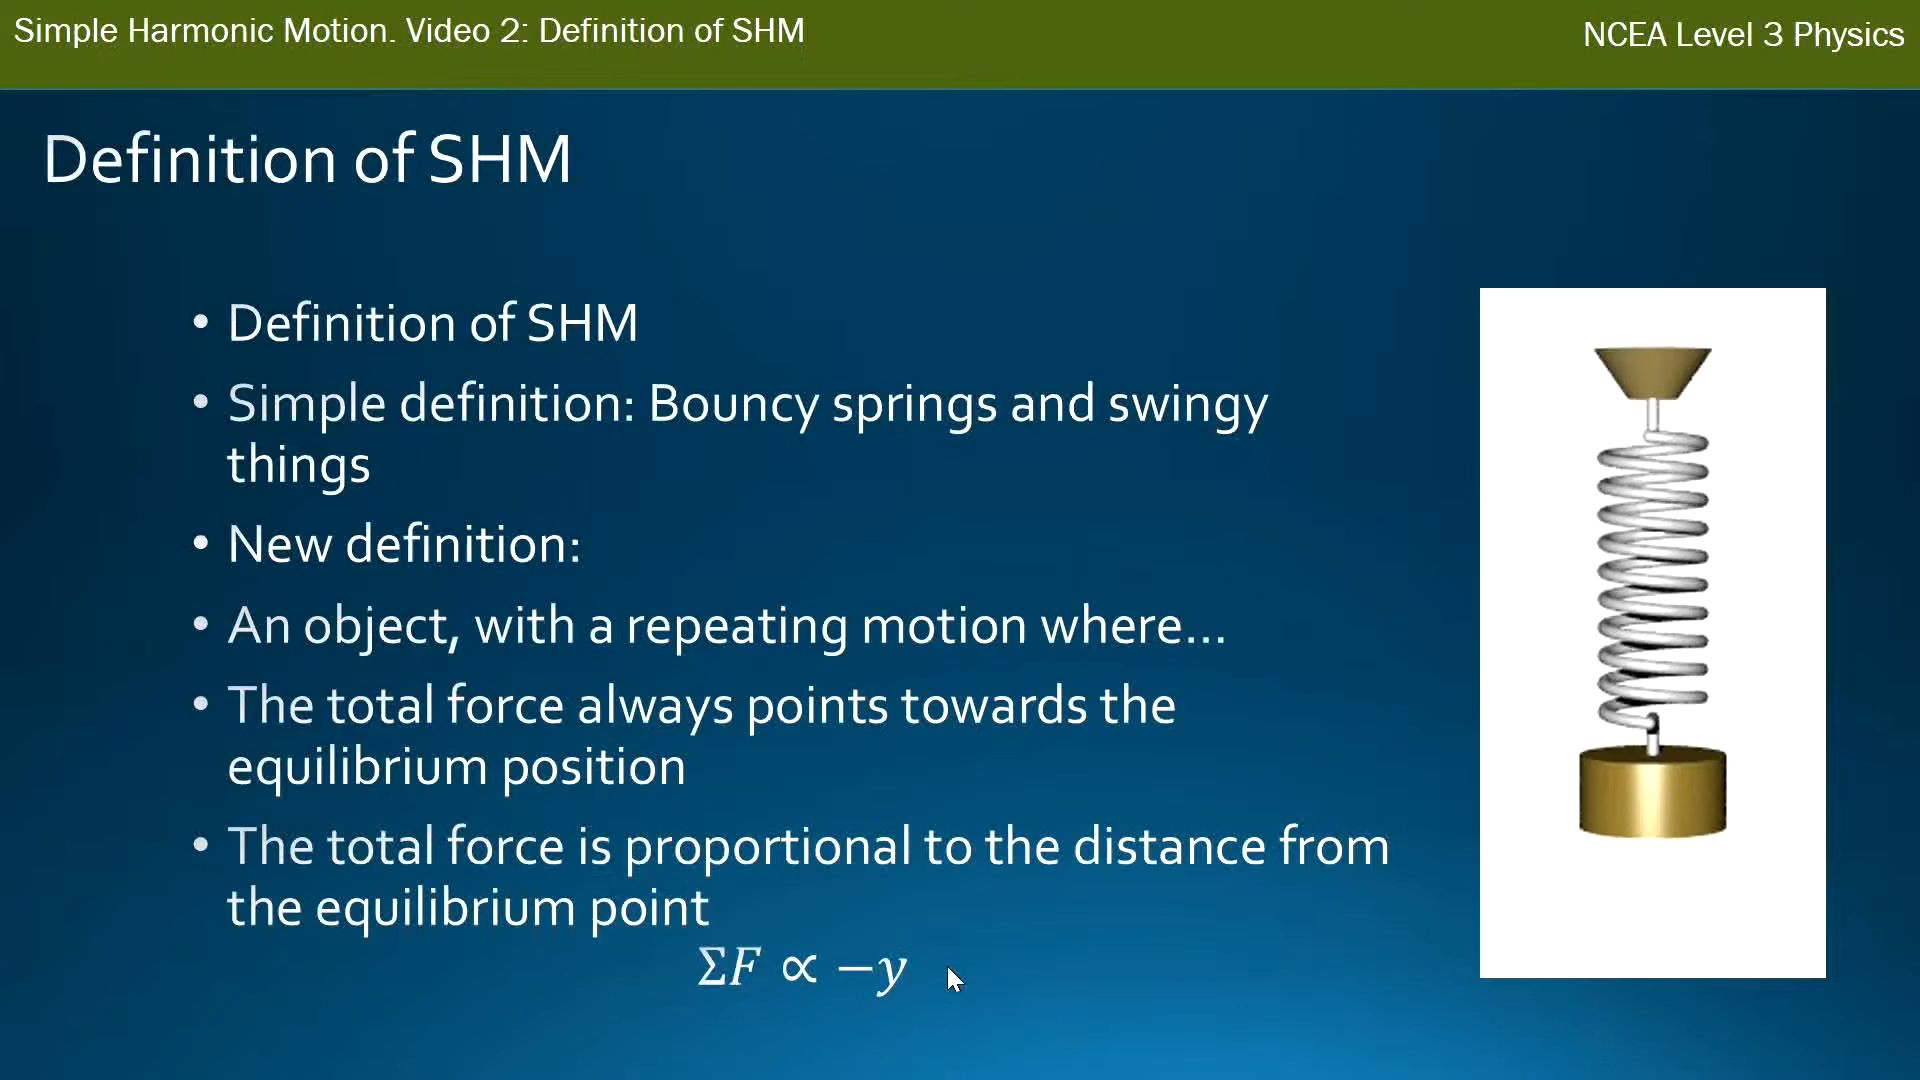 Simple Harmonic Motion. Video 2: Definition of SHM
NCEA Level 3 Physics
Definition of SHM
• Definition of SHM
• Simple definition: Bouncy springs and swingy
things
• New definition:
• An object, with a repeating motion where...
• The total force always points towards the
equilibrium position
• The total force is proportional to the distance from
the equilibrium point
ΣF ∝ −y